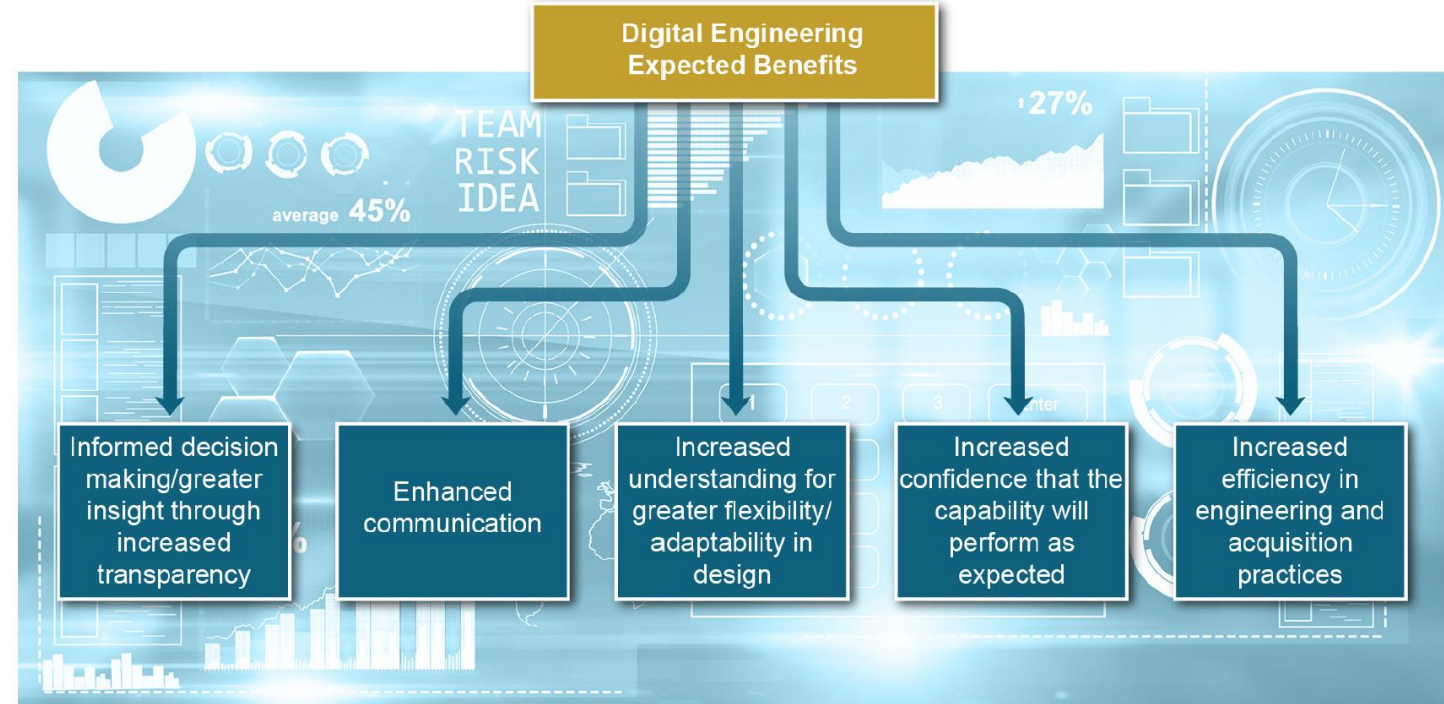 Digital Engineering
Expected Benefits
TEAM
RISK
IDEA
27%
average 45%
1
2
3
Enter
Informed decision
making/greater
insight through
increased
transparency
Enhanced
communication
Increased
understanding for
greater flexibility/
adaptability in
design
Increased
confidence that the
capability will
perform as
expected
Increased
efficiency in
engineering and
acquisition
practices
%